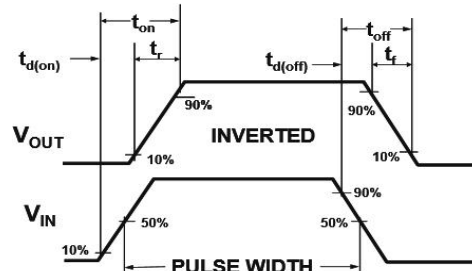 ton toff
td(on) tr td(off) tf
90% 90%
VOUT INVERTED
10% 10%
90%
VIN 50% 50%
10%
PULSE WIDTH